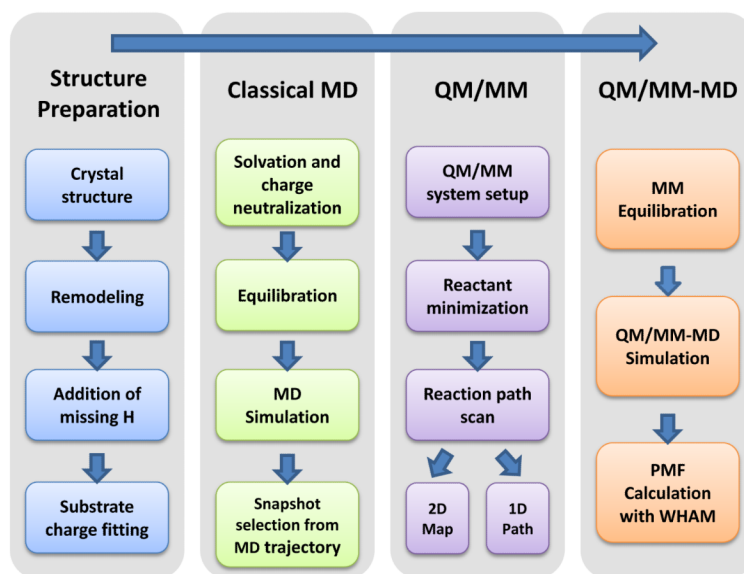 Structure
Preparation
Crystal
structure
Remodeling
Addition of
missing H
Substrate
charge fitting
Classical MD
Solvation and
charge
neutralization
Equilibration
MD
Simulation
Snapshot
selection from
MD trajectory
QM/MM
QM/MM
system setup
Reactant
minimization
Reaction path
scan
2D
Map
1D
Path
QM/MM-MD
MM
Equilibration
QM/MM-MD
Simulation
PMF
Calculation
with WHAM